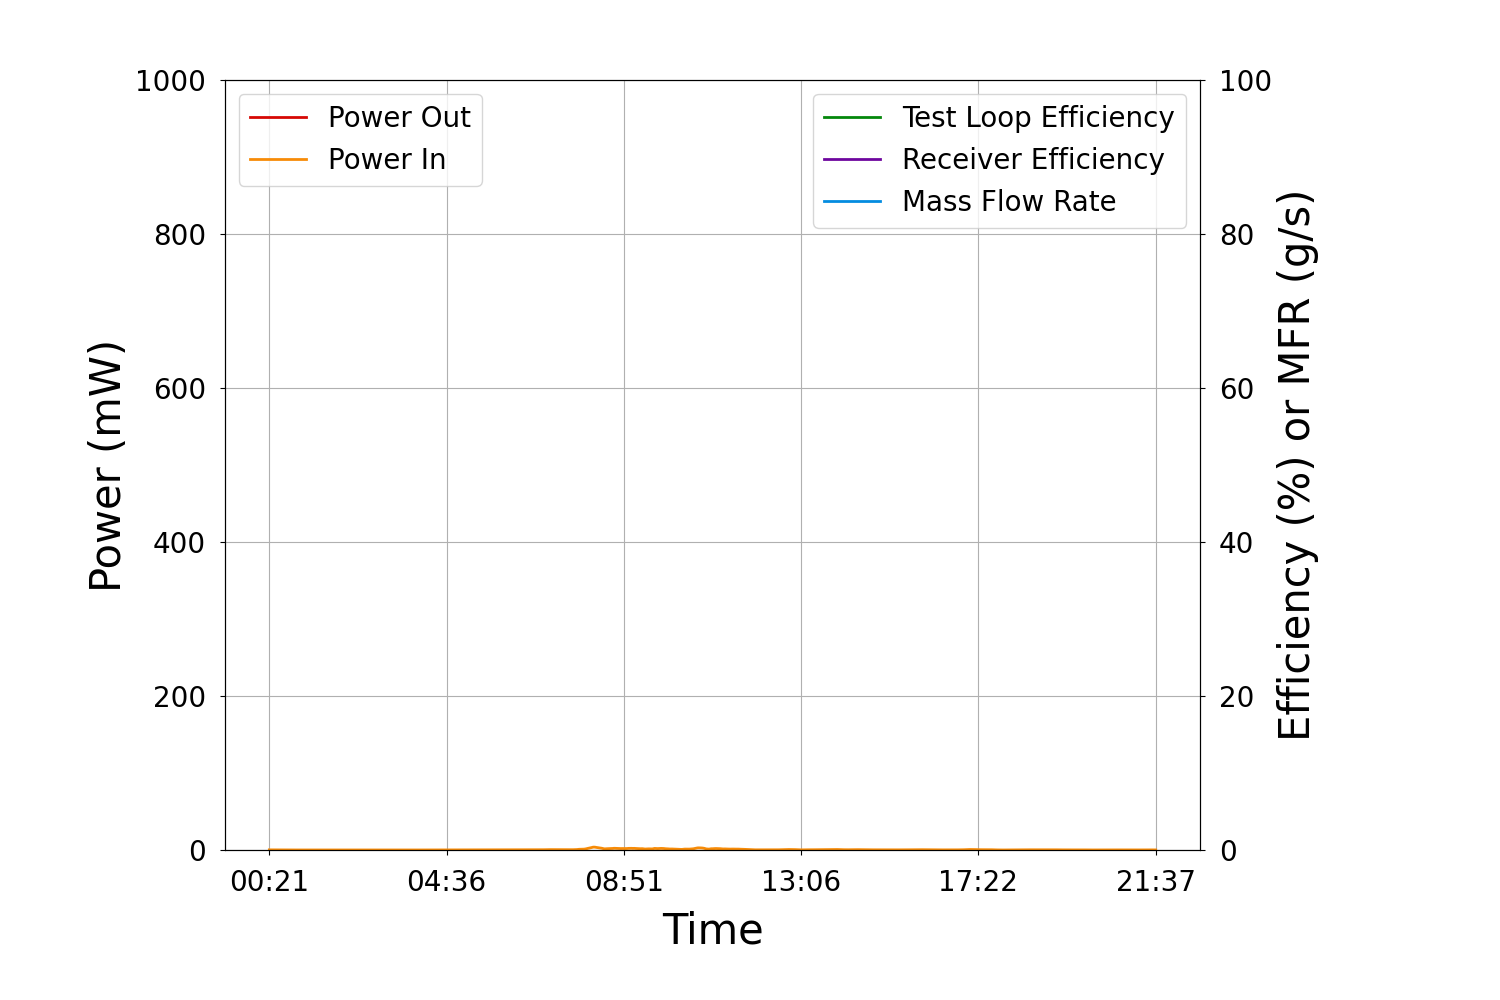 Power Out
Power In
Test Loop Efficiency
Receiver Efficiency
Mass Flow Rate
1000
800
600
400
200
0
Power (mW)
100
80
60
40
20
0
Efficiency (%) or MFR (g/s)
00:21 04:36 08:51 13:06 17:22 21:37
Time